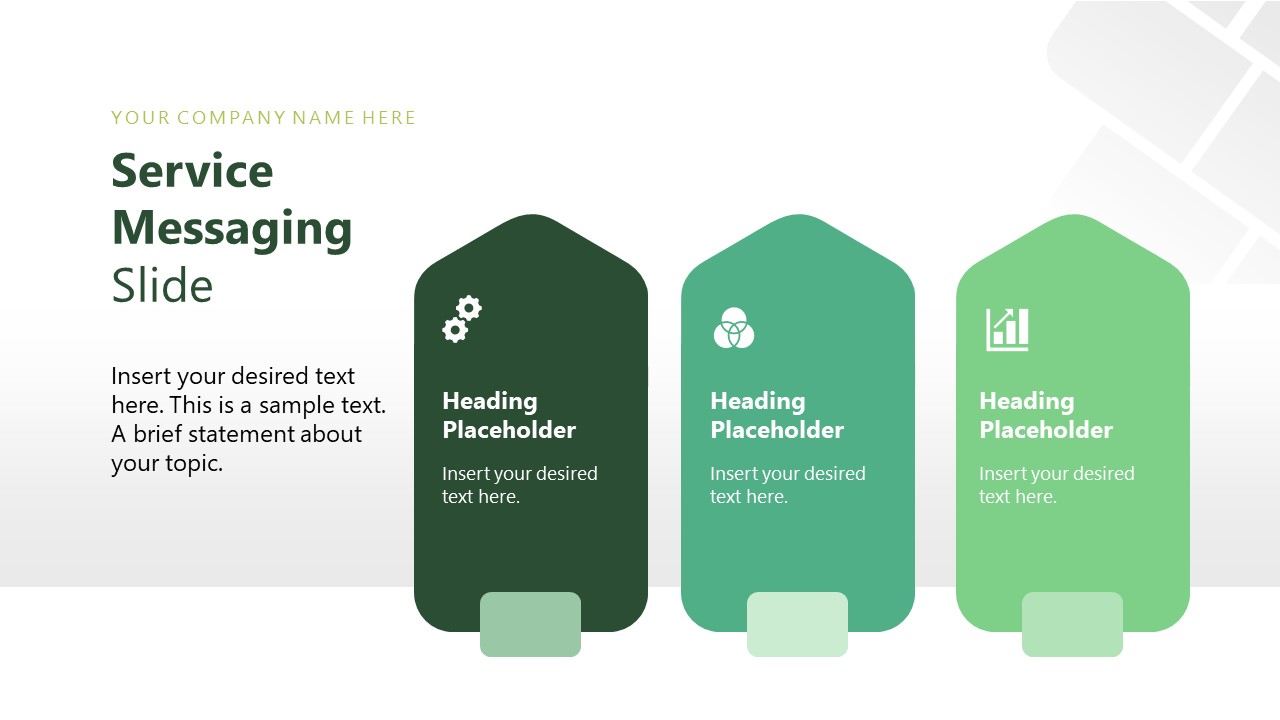 YOUR COMPANY NAME HERE
Service
Messaging
Slide
Insert your desired text
here. This is a sample text.
A brief statement about
your topic.
Heading
Placeholder
Insert your desired
text here.
Heading
Placeholder
Insert your desired
text here.
Heading
Placeholder
Insert your desired
text here.